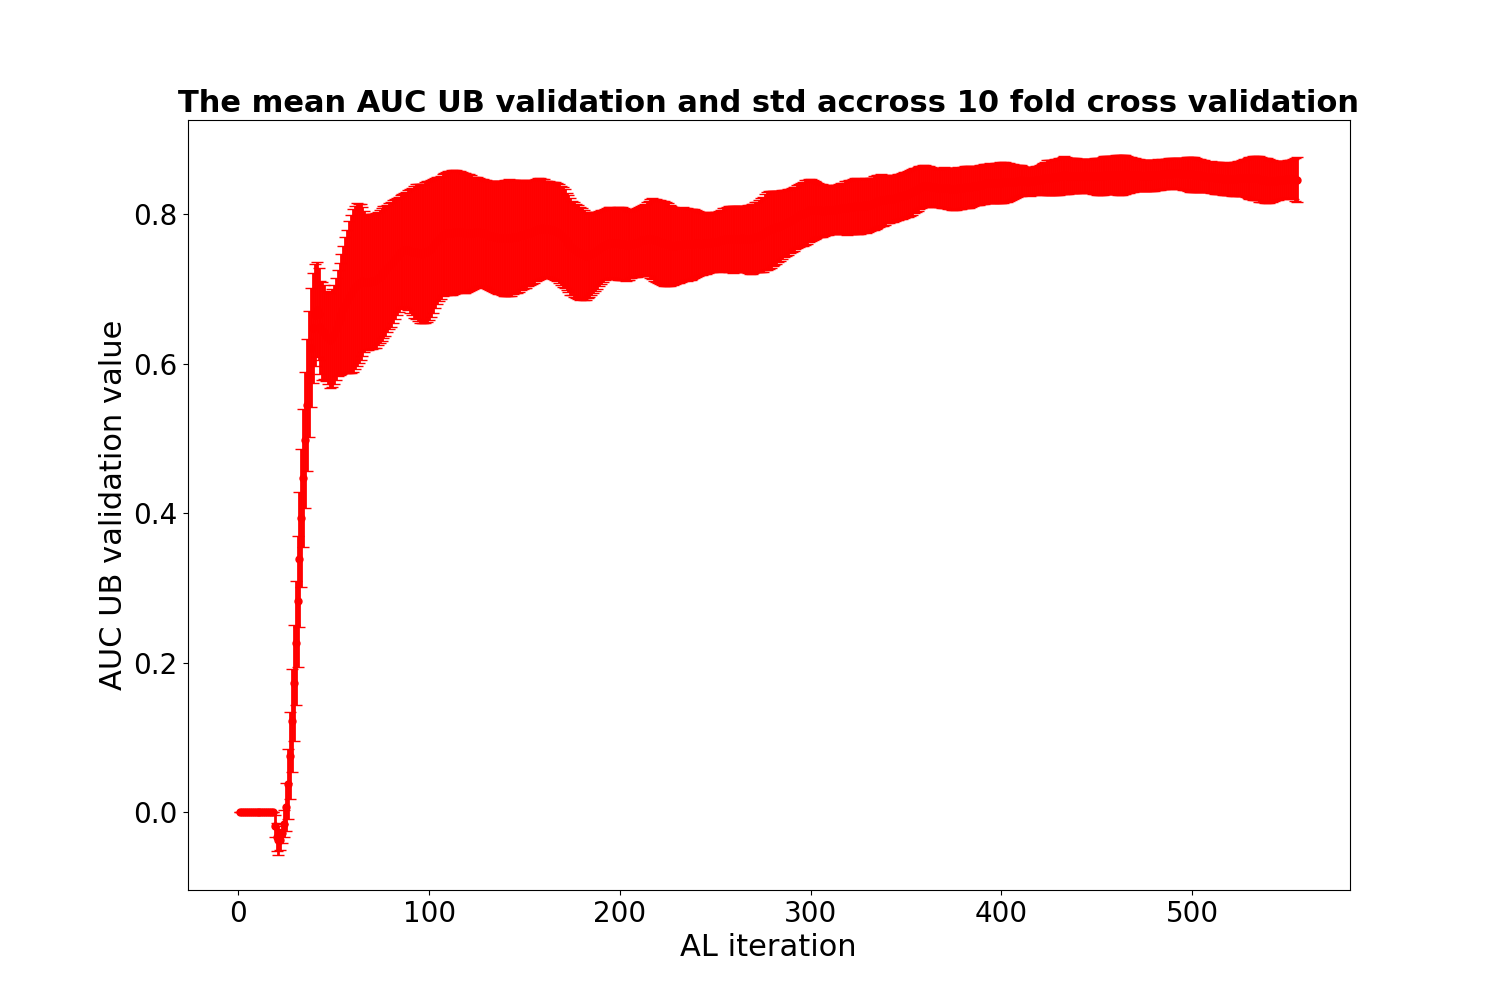 The mean AUC UB validation and std accross 10 fold cross validation
AUC UB validation value
0.8
0.6
0.4
0.2
0.0
0 100 200 300 400 500
AL iteration